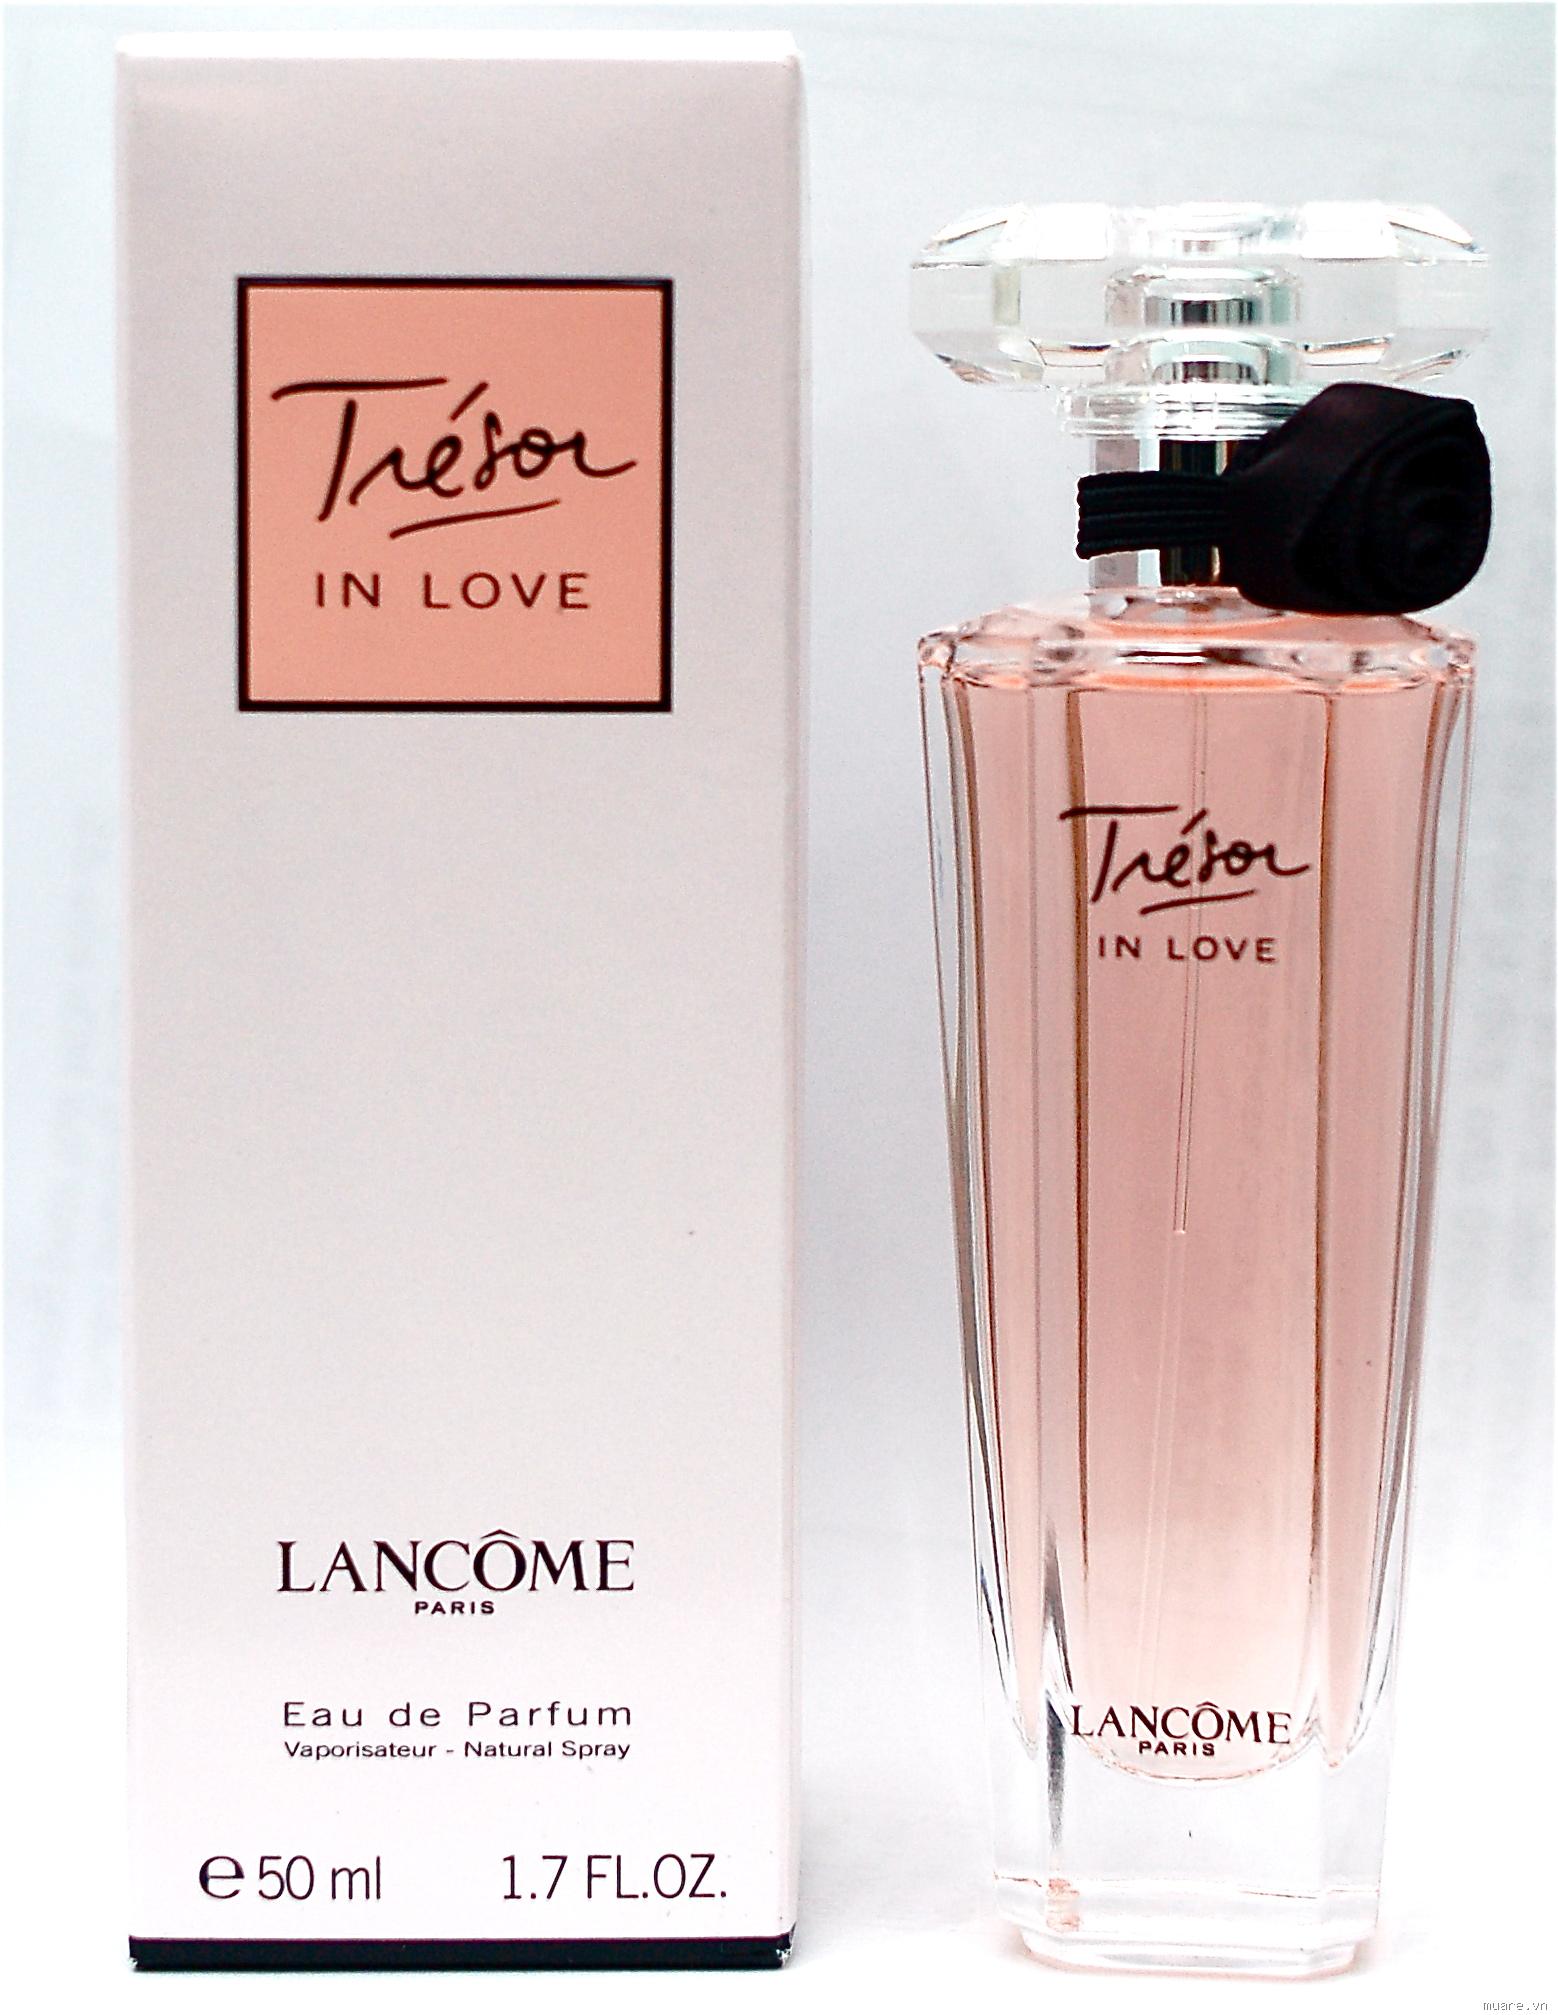 Trésor
IN LOVE
LANCÔME
PARIS
Eau de Parfum
Vaporisateur - Natural Spray
℮ 50 ml 1.7 FL.OZ.
Trésor
IN LOVE
LANCÔME
PARIS
muare.vn